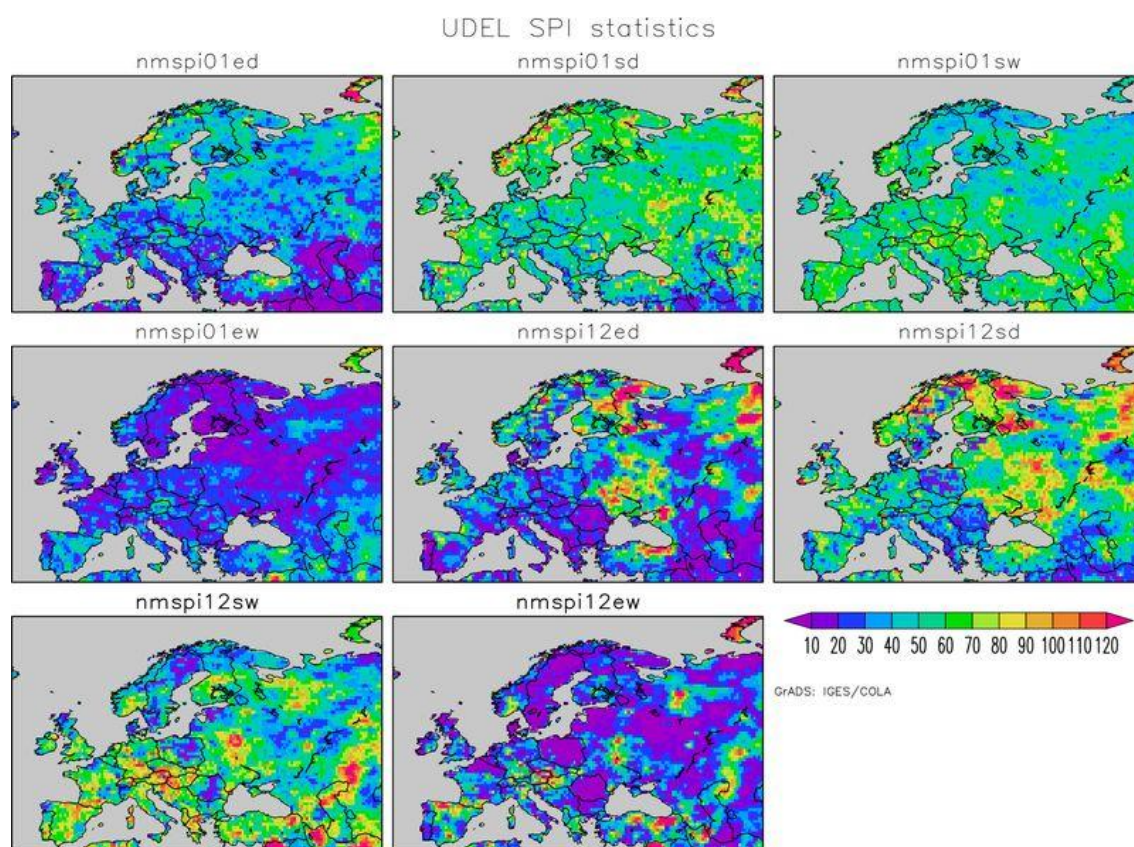 UDEL SPI statistics
nmspi01ed
nmspi01sd
nmspi01sw
nmspi01ew
nmspi12ed
nmspi12sd
nmspi12sw
nmspi12ew
10 20 30 40 50 60 70 80 90 100 110 120
GrADS: IGES/COLA